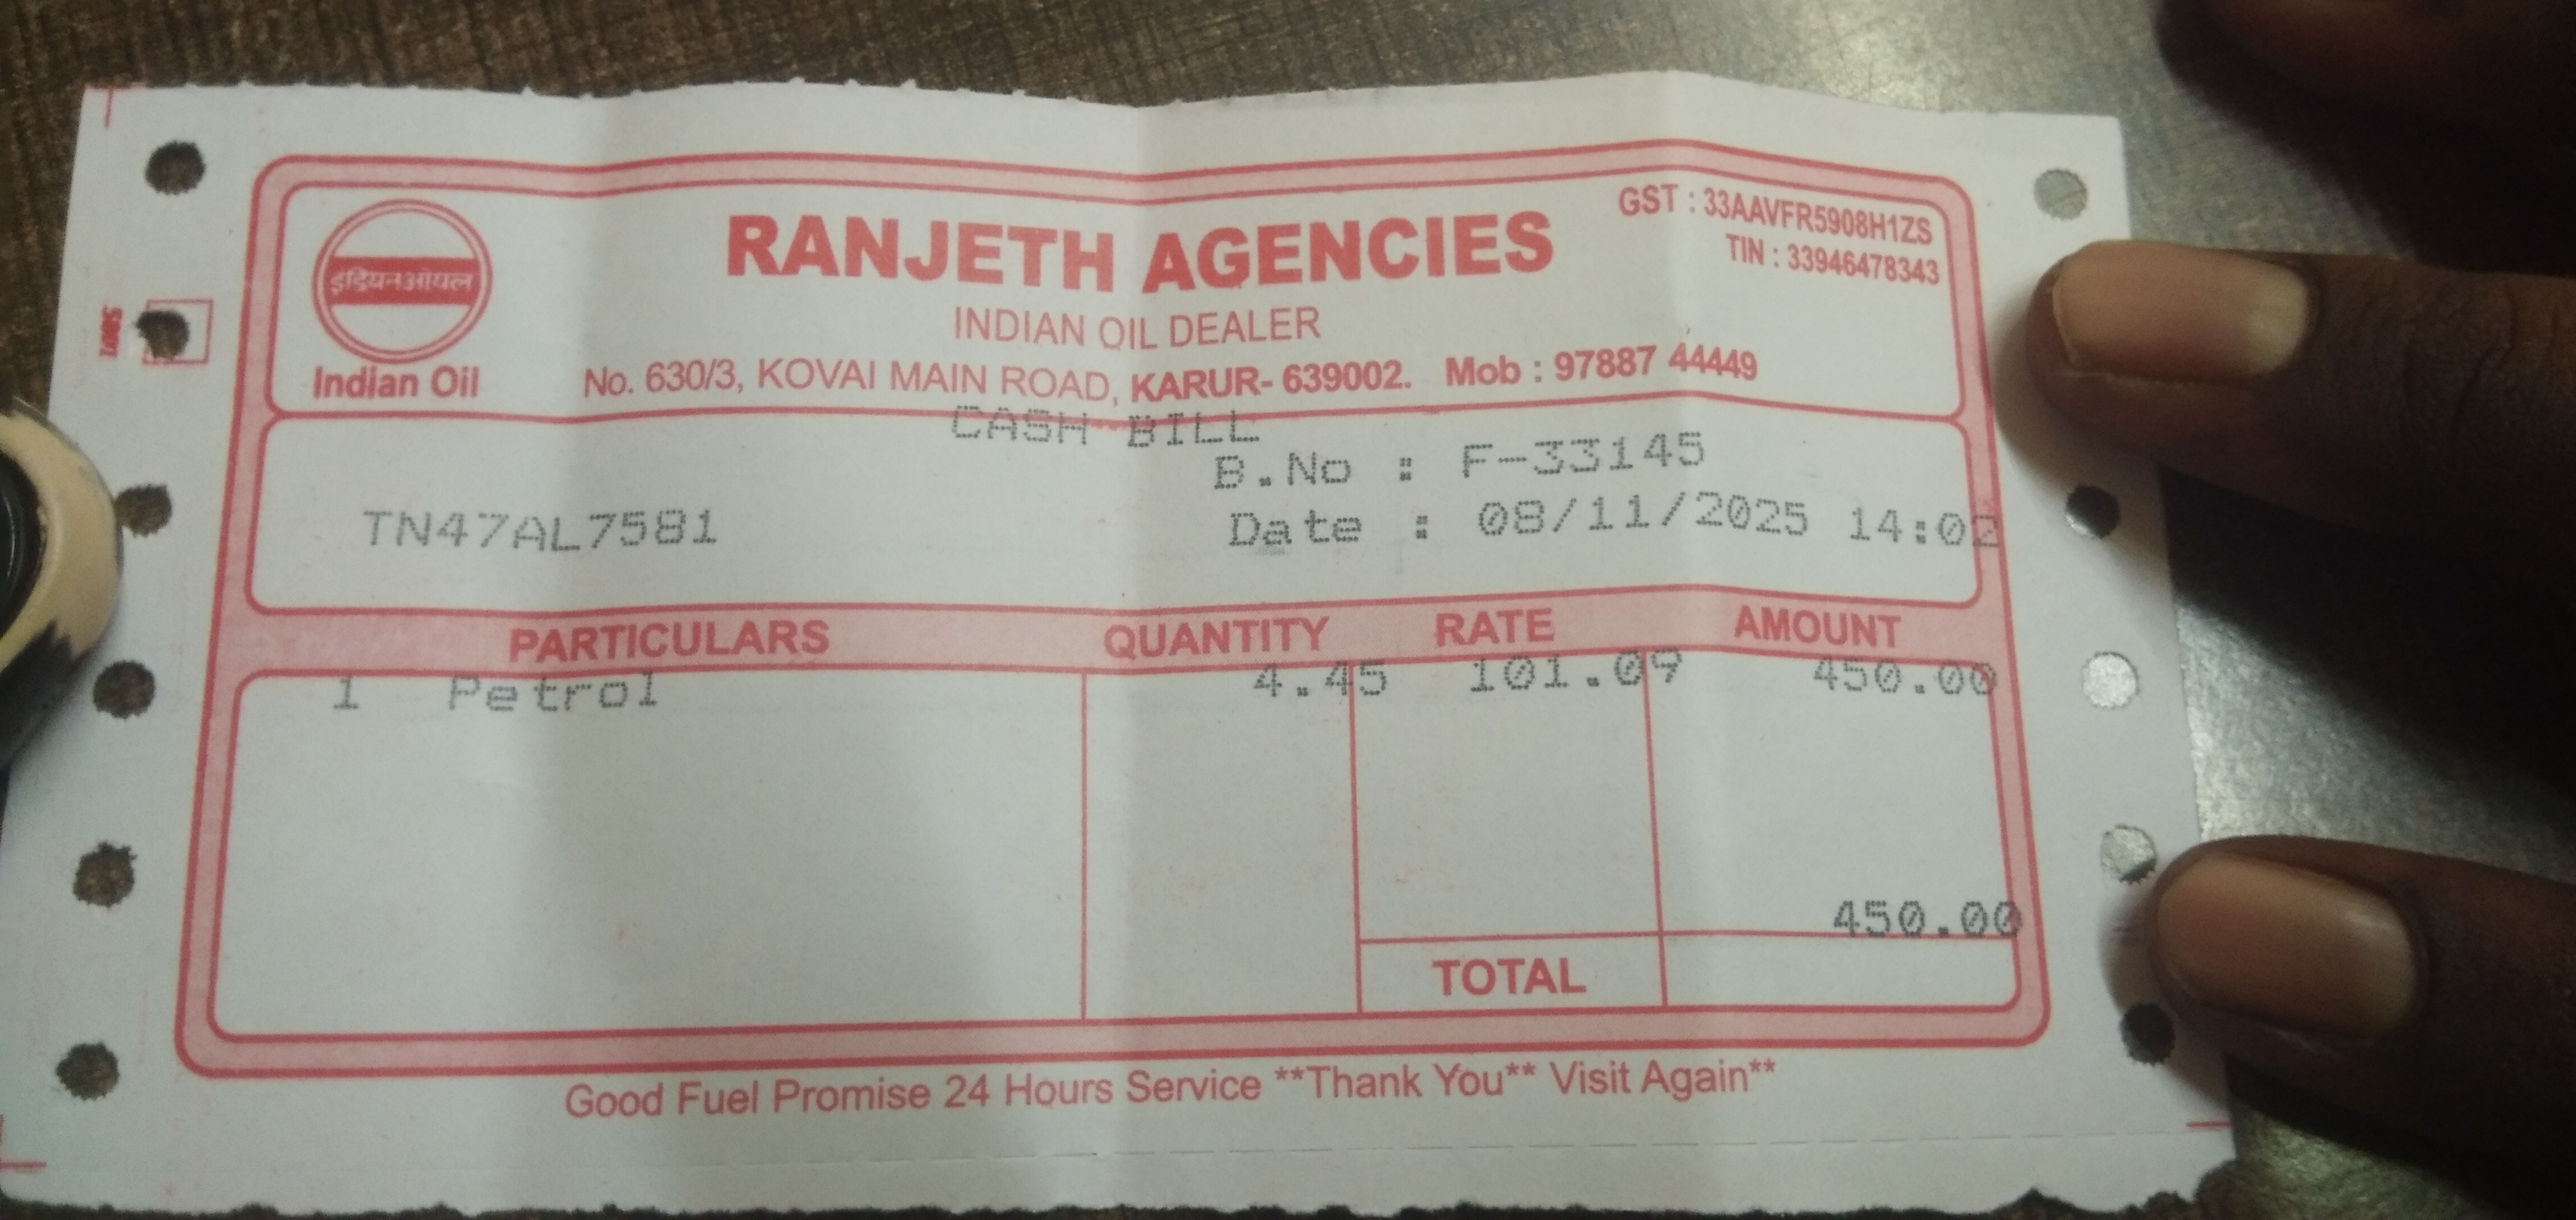 इंडियनऑयल
Indian Oil
RANJETH AGENCIES
GST : 33AAVFR5908H1ZS
TIN : 33946478343
INDIAN OIL DEALER
No. 630/3, KOVAI MAIN ROAD, KARUR- 639002. Mob : 97887 44449
CASH BILL
B.No : F-33145
TN47AL7581 Date : 08/11/2025 14:02
PARTICULARS QUANTITY RATE AMOUNT
1 Petrol 4.45 101.09 450.00
450.00
TOTAL
Good Fuel Promise 24 Hours Service **Thank You** Visit Again**